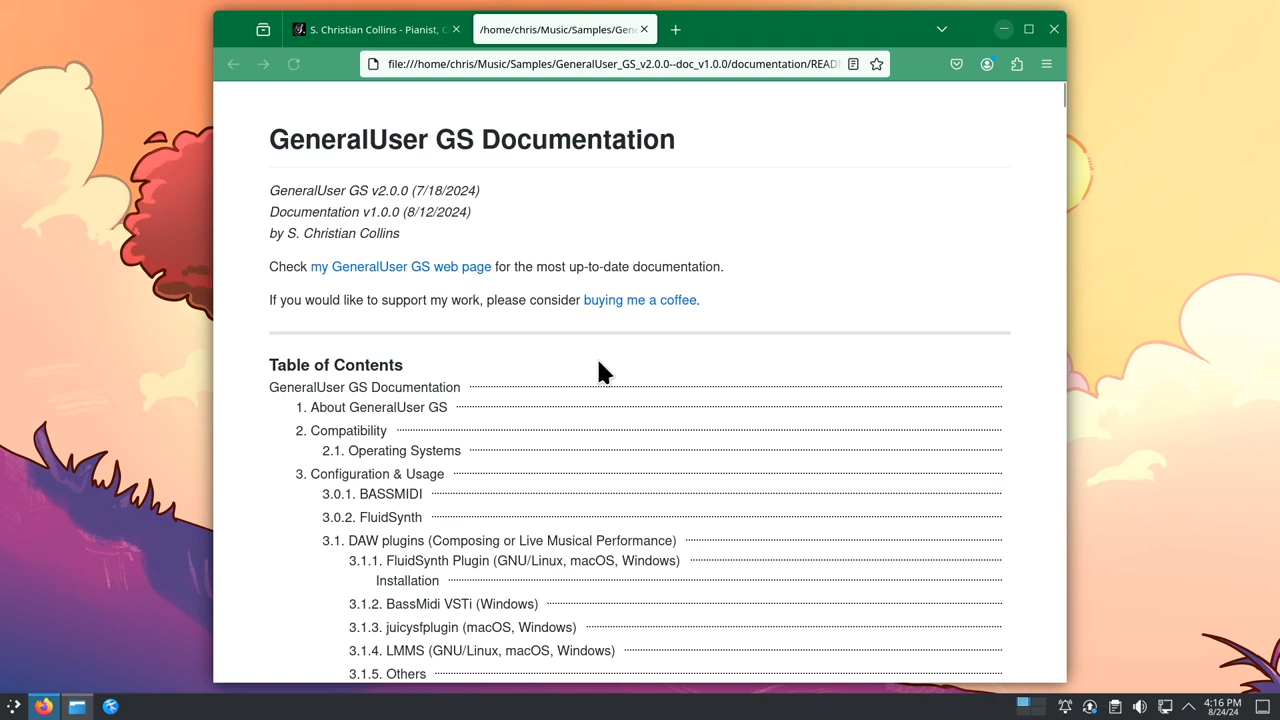 S. Christian Collins - Pianist, C
/home/chris/Music/Samples/Gen
file:///home/chris/Music/Samples/GeneralUser_GS_v2.0.0--doc_v1.0.0/documentation/READ
GeneralUser GS Documentation
GeneralUser GS v2.0.0 (7/18/2024)
Documentation v1.0.0 (8/12/2024)
by S. Christian Collins
Check my GeneralUser GS web page for the most up-to-date documentation.
If you would like to support my work, please consider buying me a coffee.
Table of Contents
GeneralUser GS Documentation
1. About GeneralUser GS
2. Compatibility
2.1. Operating Systems
3. Configuration & Usage
3.0.1. BASSMIDI
3.0.2. FluidSynth
3.1. DAW plugins (Composing or Live Musical Performance)
3.1.1. FluidSynth Plugin (GNU/Linux, macOS, Windows)
Installation
3.1.2. BassMidi VSTi (Windows)
3.1.3. juicysfplugin (macOS, Windows)
3.1.4. LMMS (GNU/Linux, macOS, Windows)
3.1.5. Others
4:16 PM
8/24/24